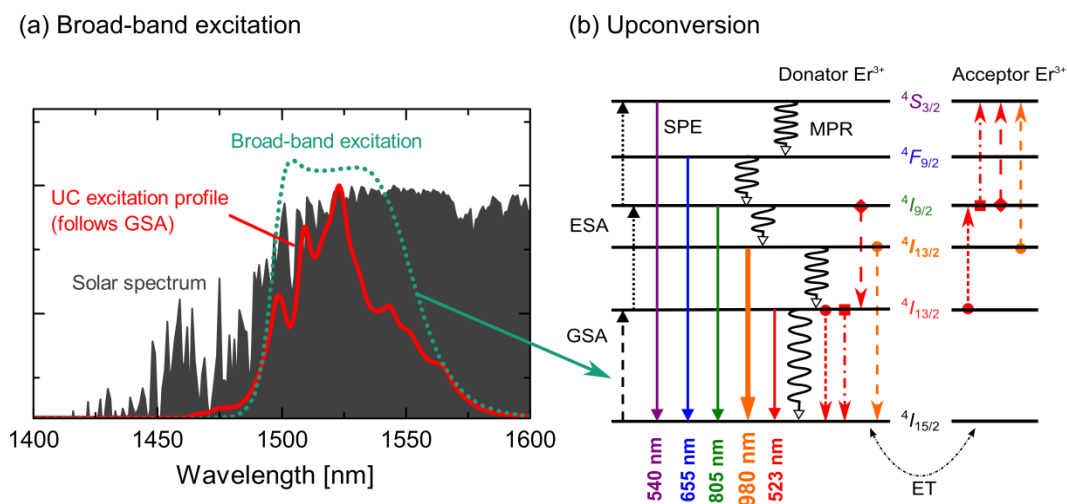 (a) Broad-band excitation
(b) Upconversion
Broad-band excitation
UC excitation profile
(follows GSA)
Solar spectrum
1400 1450 1500 1550 1600
Wavelength [nm]
Donator Er³⁺
Acceptor Er³⁺
SPE
MPR
ESA
GSA
⁴S₃/₂
⁴F₉/₂
⁴I₉/₂
⁴I₁₃/₂
⁴I₁₃/₂
⁴I₁₅/₂
540 nm
655 nm
805 nm
980 nm
523 nm
ET